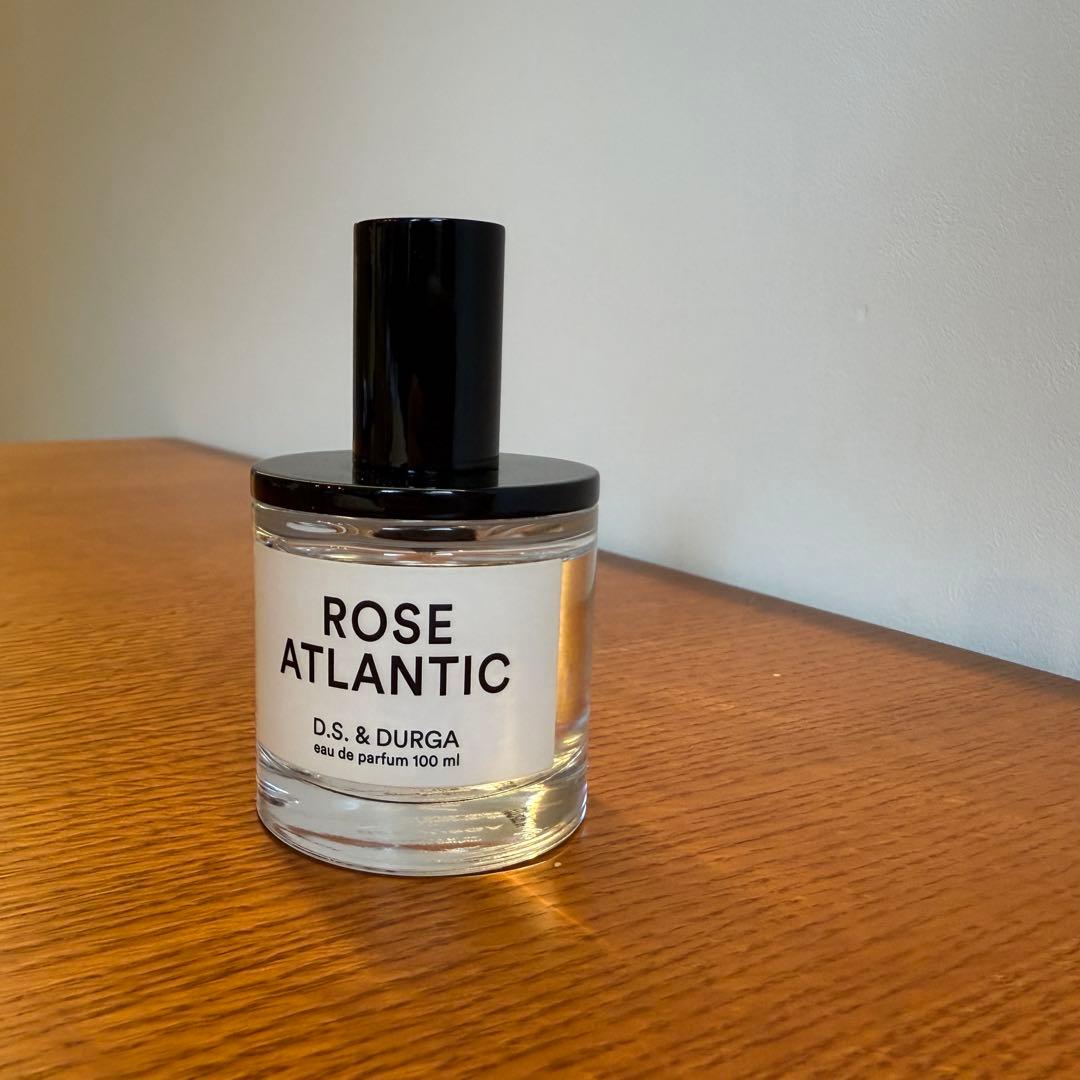 ROSE
ATLANTIC
D.S. & DURGA
eau de parfum 100 ml